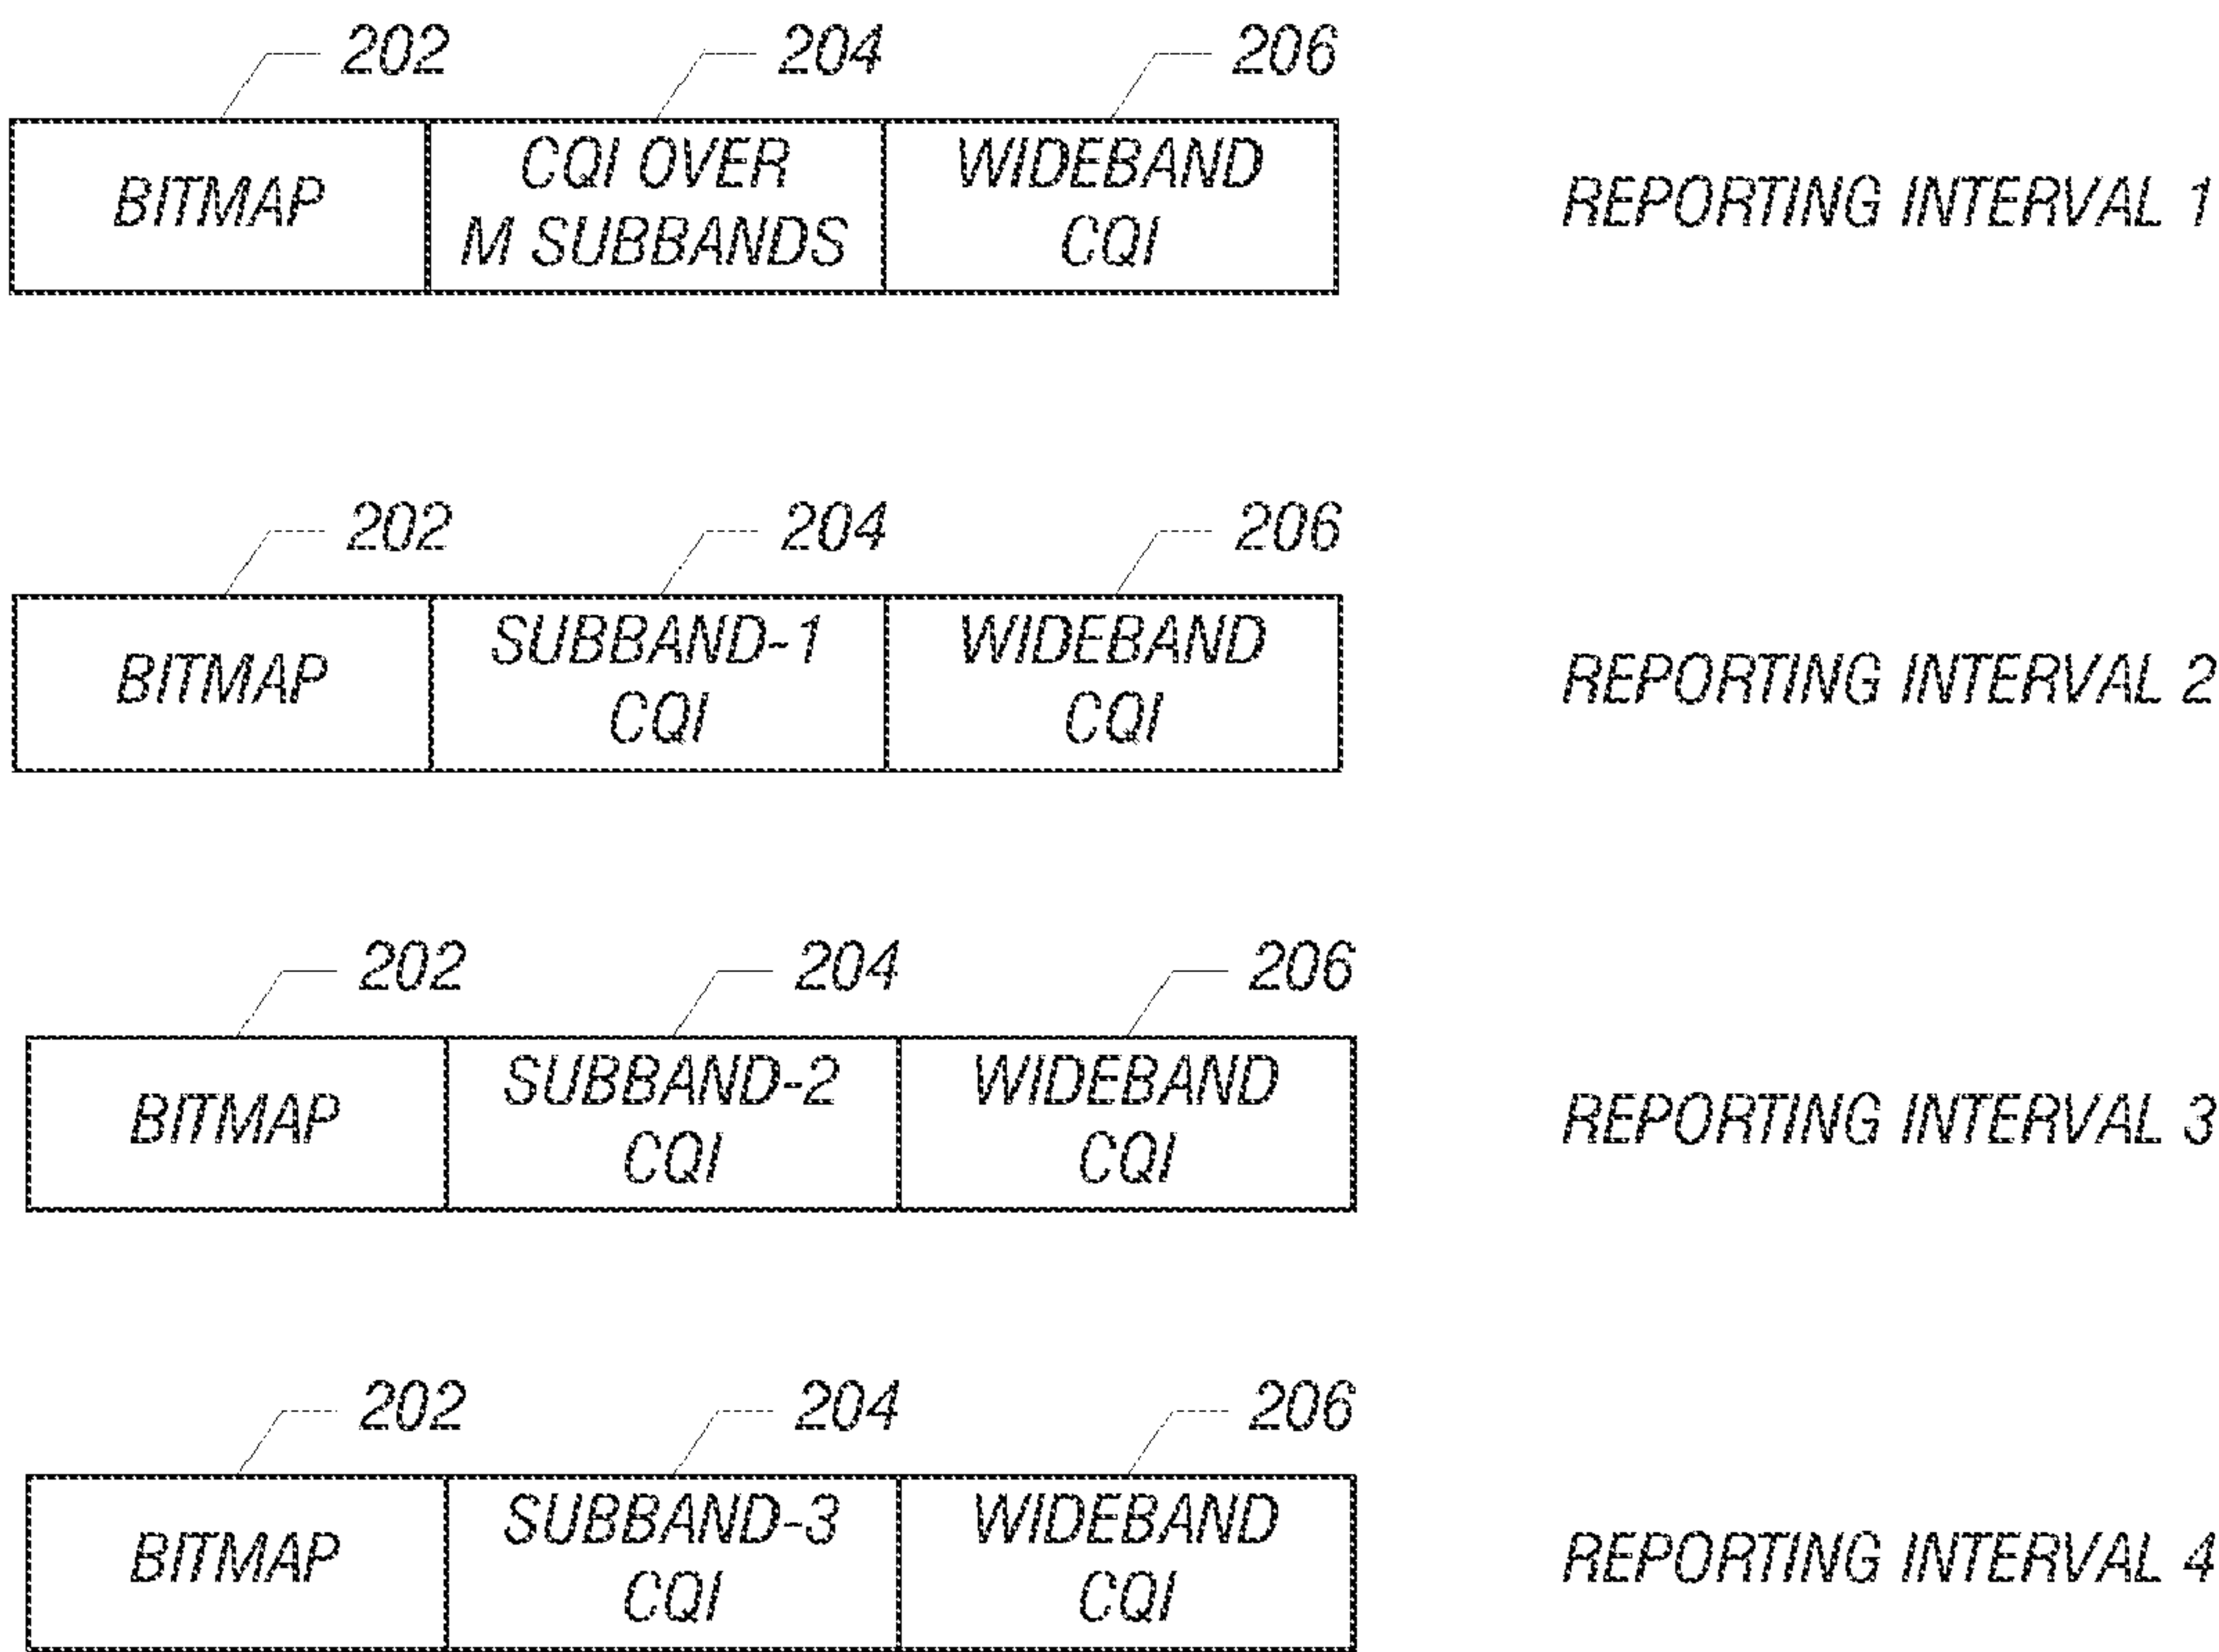 202 204 206
BITMAP
CQI OVER
M SUBBANDS
WIDEBAND
CQI
REPORTING INTERVAL 1
202 204 206
BITMAP
SUBBAND-1
CQI
WIDEBAND
CQI
REPORTING INTERVAL 2
202 204 206
BITMAP
SUBBAND-2
CQI
WIDEBAND
CQI
REPORTING INTERVAL 3
202 204 206
BITMAP
SUBBAND-3
CQI
WIDEBAND
CQI
REPORTING INTERVAL 4